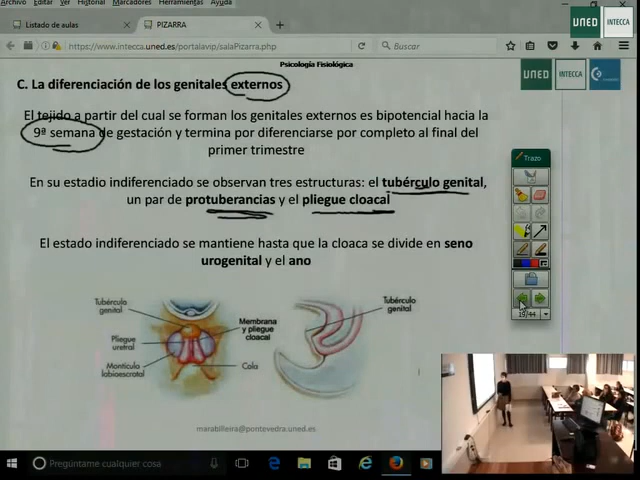 Archivo Editar Ver Historial Marcadores Herramientas Ayuda
Listado de aulas
PIZARRA
https://www.intecca.uned.es/portalavip/salaPizarra.php
Buscar
UNED
INTECCA
Psicología Fisiológica
UNED
INTECCA
C. La diferenciación de los genitales externos
El tejido a partir del cual se forman los genitales externos es bipotencial hacia la
9ª semana de gestación y termina por diferenciarse por completo al final del
primer trimestre
En su estadio indiferenciado se observan tres estructuras: el tubérculo genital,
un par de protuberancias y el pliegue cloacal
El estado indiferenciado se mantiene hasta que la cloaca se divide en seno
urogenital y el ano
Tubérculo
genital
Pliegue
uretral
Montícula
labioescrotal
Membrana
y pliegue
cloacal
Cola
Tubérculo
genital
marabilleira@pontevedra.uned.es
Trazo
19/44
Pregúntame cualquier cosa